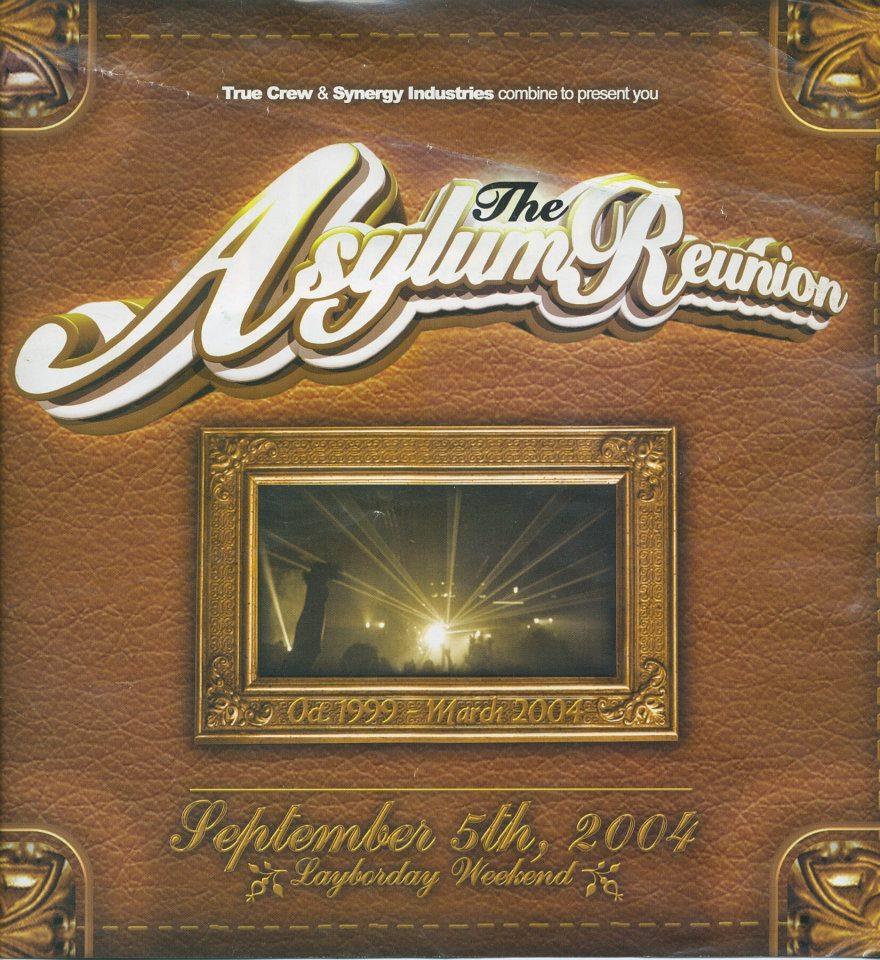 True Crew & Synergy Industries combine to present you
The
Asylum Reunion
Oct 1999 - March 2004
September 5th, 2004
Layborday Weekend